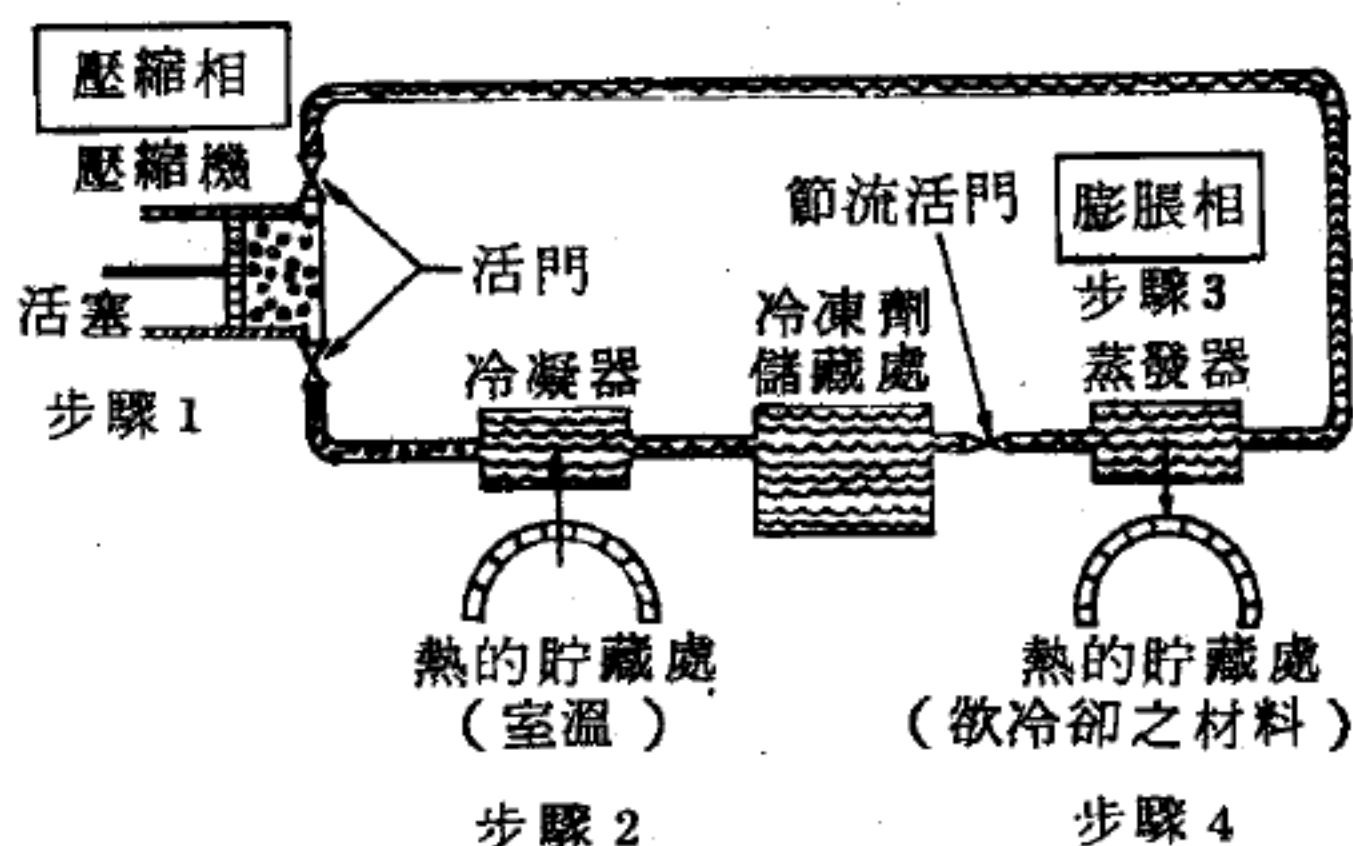 壓縮相
壓縮機
活塞
步驟1
活門
冷凝器
熱的貯藏處
(室溫)
步驟2
冷凍劑
儲藏處
節流活門
膨脹相
步驟3
蒸發器
熱的貯藏處
(欲冷卻之材料)
步驟4